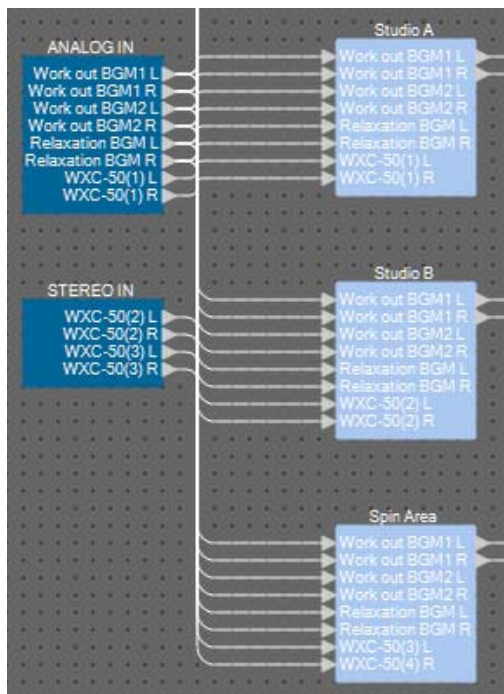 ANALOG IN
Work out BGM1 L
Work out BGM1 R
Work out BGM2 L
Work out BGM2 R
Relaxation BGM L
Relaxation BGM R
WXC-50(1) L
WXC-50(1) R
STEREO IN
WXC-50(2) L
WXC-50(2) R
WXC-50(3) L
WXC-50(3) R
Studio A
Work out BGM1 L
Work out BGM1 R
Work out BGM2 L
Work out BGM2 R
Relaxation BGM L
Relaxation BGM R
WXC-50(1) L
WXC-50(1) R
Studio B
Work out BGM1 L
Work out BGM1 R
Work out BGM2 L
Work out BGM2 R
Relaxation BGM L
Relaxation BGM R
WXC-50(2) L
WXC-50(2) R
Spin Area
Work out BGM1 L
Work out BGM1 R
Work out BGM2 L
Work out BGM2 R
Relaxation BGM L
Relaxation BGM R
WXC-50(3) L
WXC-50(4) R